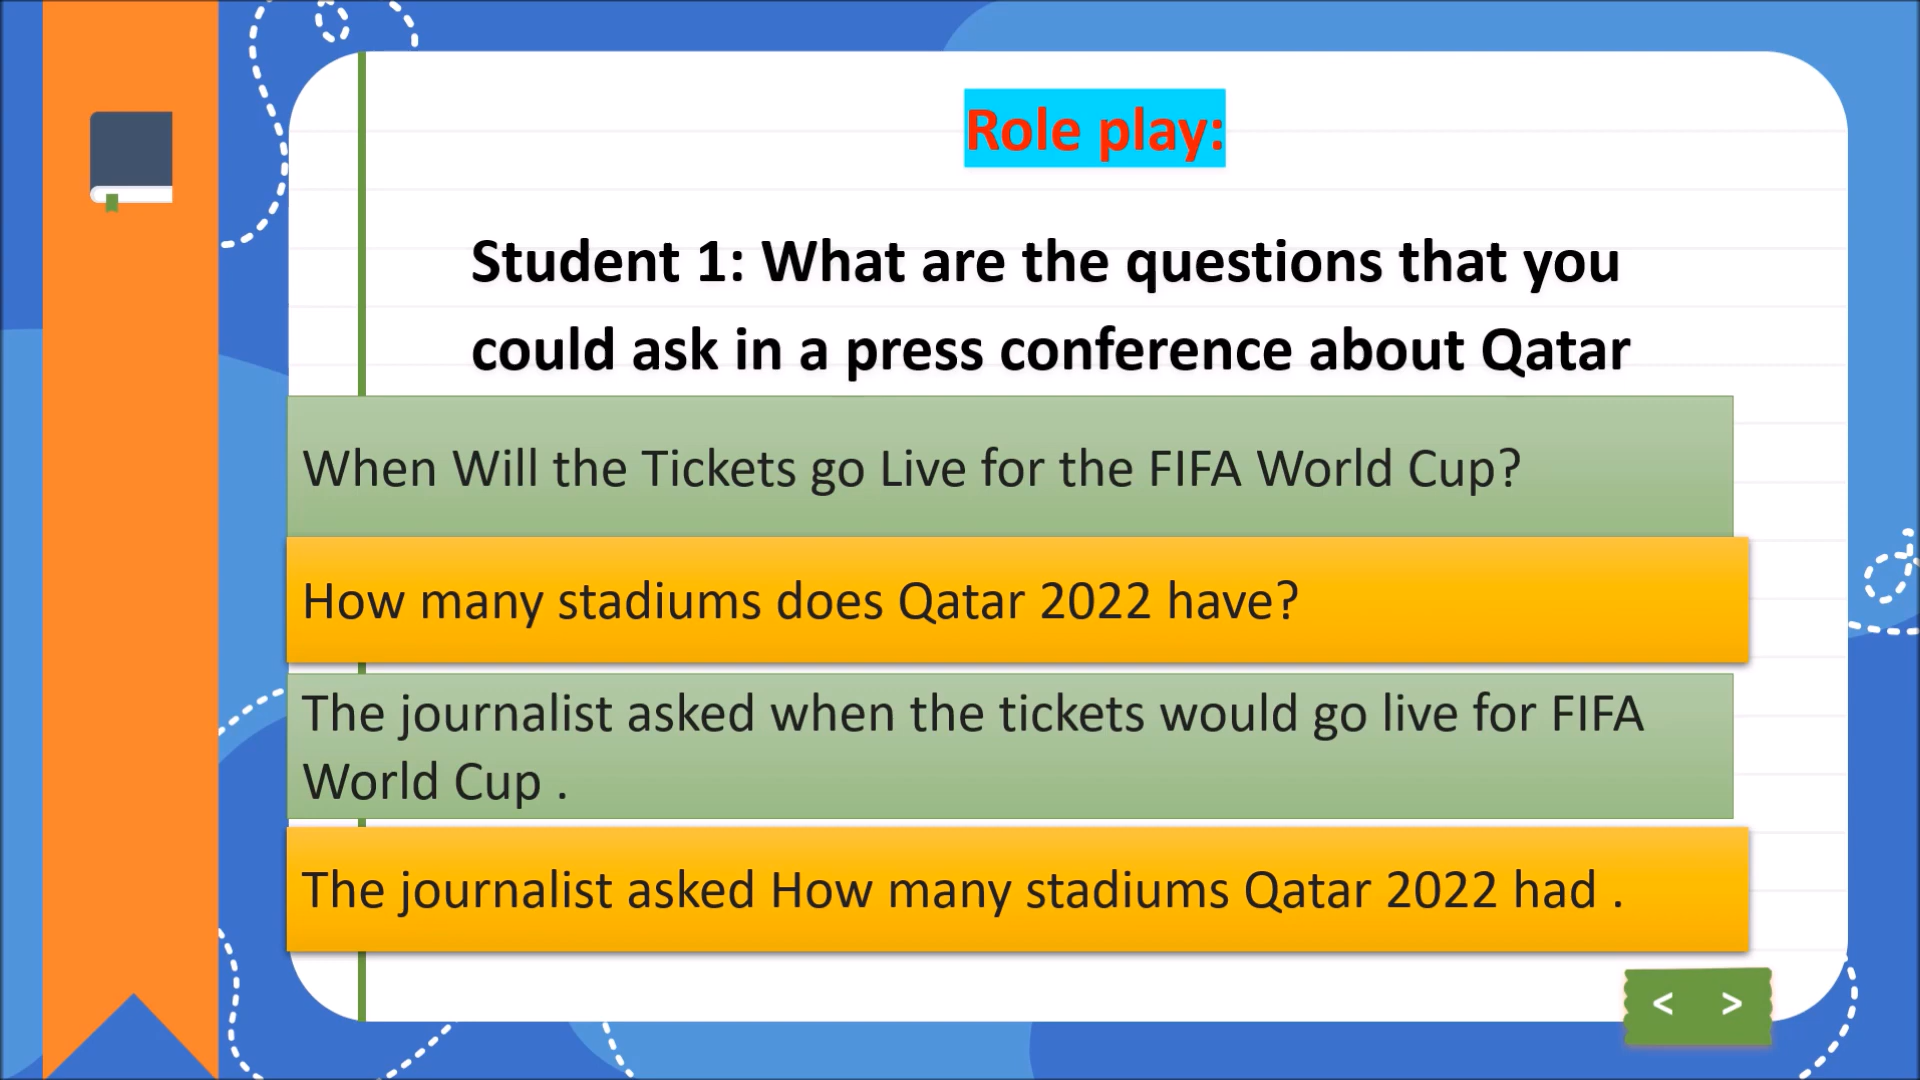 Role play:
Student 1: What are the questions that you
could ask in a press conference about Qatar
When Will the Tickets go Live for the FIFA World Cup?
How many stadiums does Qatar 2022 have?
The journalist asked when the tickets would go live for FIFA
World Cup .
The journalist asked How many stadiums Qatar 2022 had .
< >